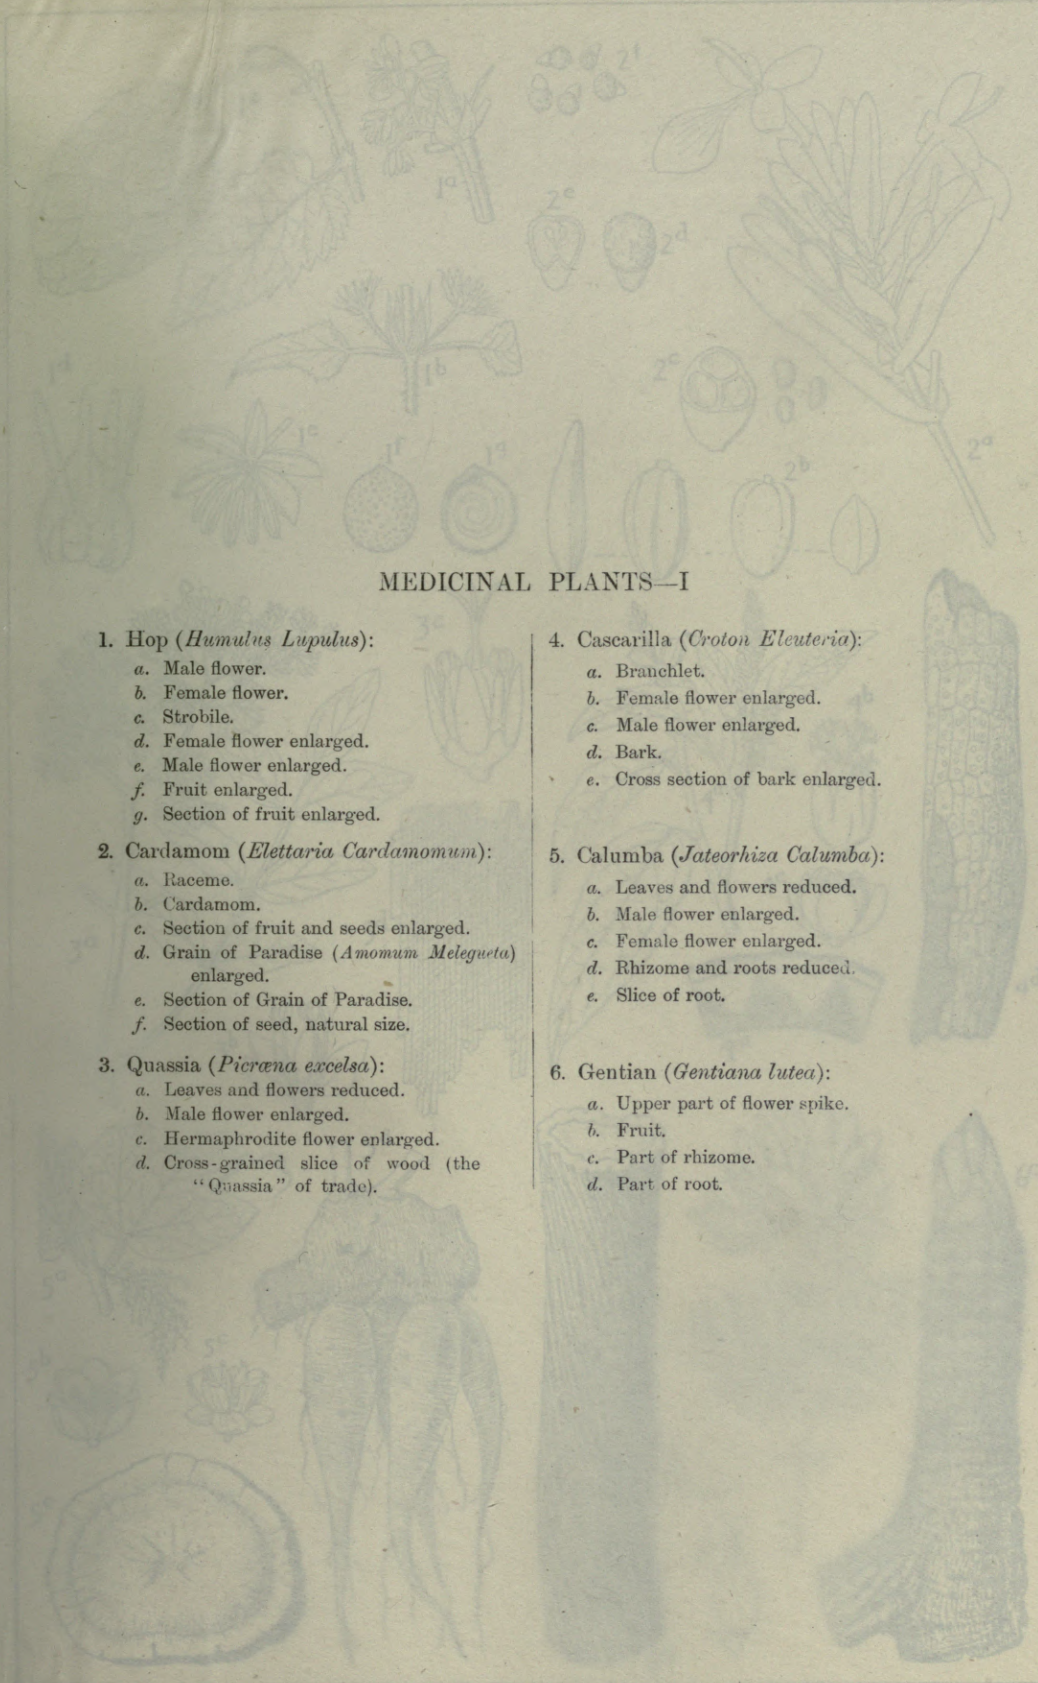 MEDICINAL PLANTS—I
1. Hop (Humulus Lupulus):
a. Male flower.
b. Female flower.
c. Strobile.
d. Female flower enlarged.
e. Male flower enlarged.
f. Fruit enlarged.
g. Section of fruit enlarged.
2. Cardamom (Elettaria Cardamomum):
a. Raceme.
b. Cardamom.
c. Section of fruit and seeds enlarged.
d. Grain of Paradise (Amomum Melegueta)
enlarged.
e. Section of Grain of Paradise.
f. Section of seed, natural size.
3. Quassia (Picræna excelsa):
a. Leaves and flowers reduced.
b. Male flower enlarged.
c. Hermaphrodite flower enlarged.
d. Cross-grained slice of wood (the
“Quassia” of trade).
4. Cascarilla (Croton Eleuteria):
a. Branchlet.
b. Female flower enlarged.
c. Male flower enlarged.
d. Bark.
e. Cross section of bark enlarged.
5. Calumba (Jateorhiza Calumba):
a. Leaves and flowers reduced.
b. Male flower enlarged.
c. Female flower enlarged.
d. Rhizome and roots reduced.
e. Slice of root.
6. Gentian (Gentiana lutea):
a. Upper part of flower spike.
b. Fruit.
c. Part of rhizome.
d. Part of root.